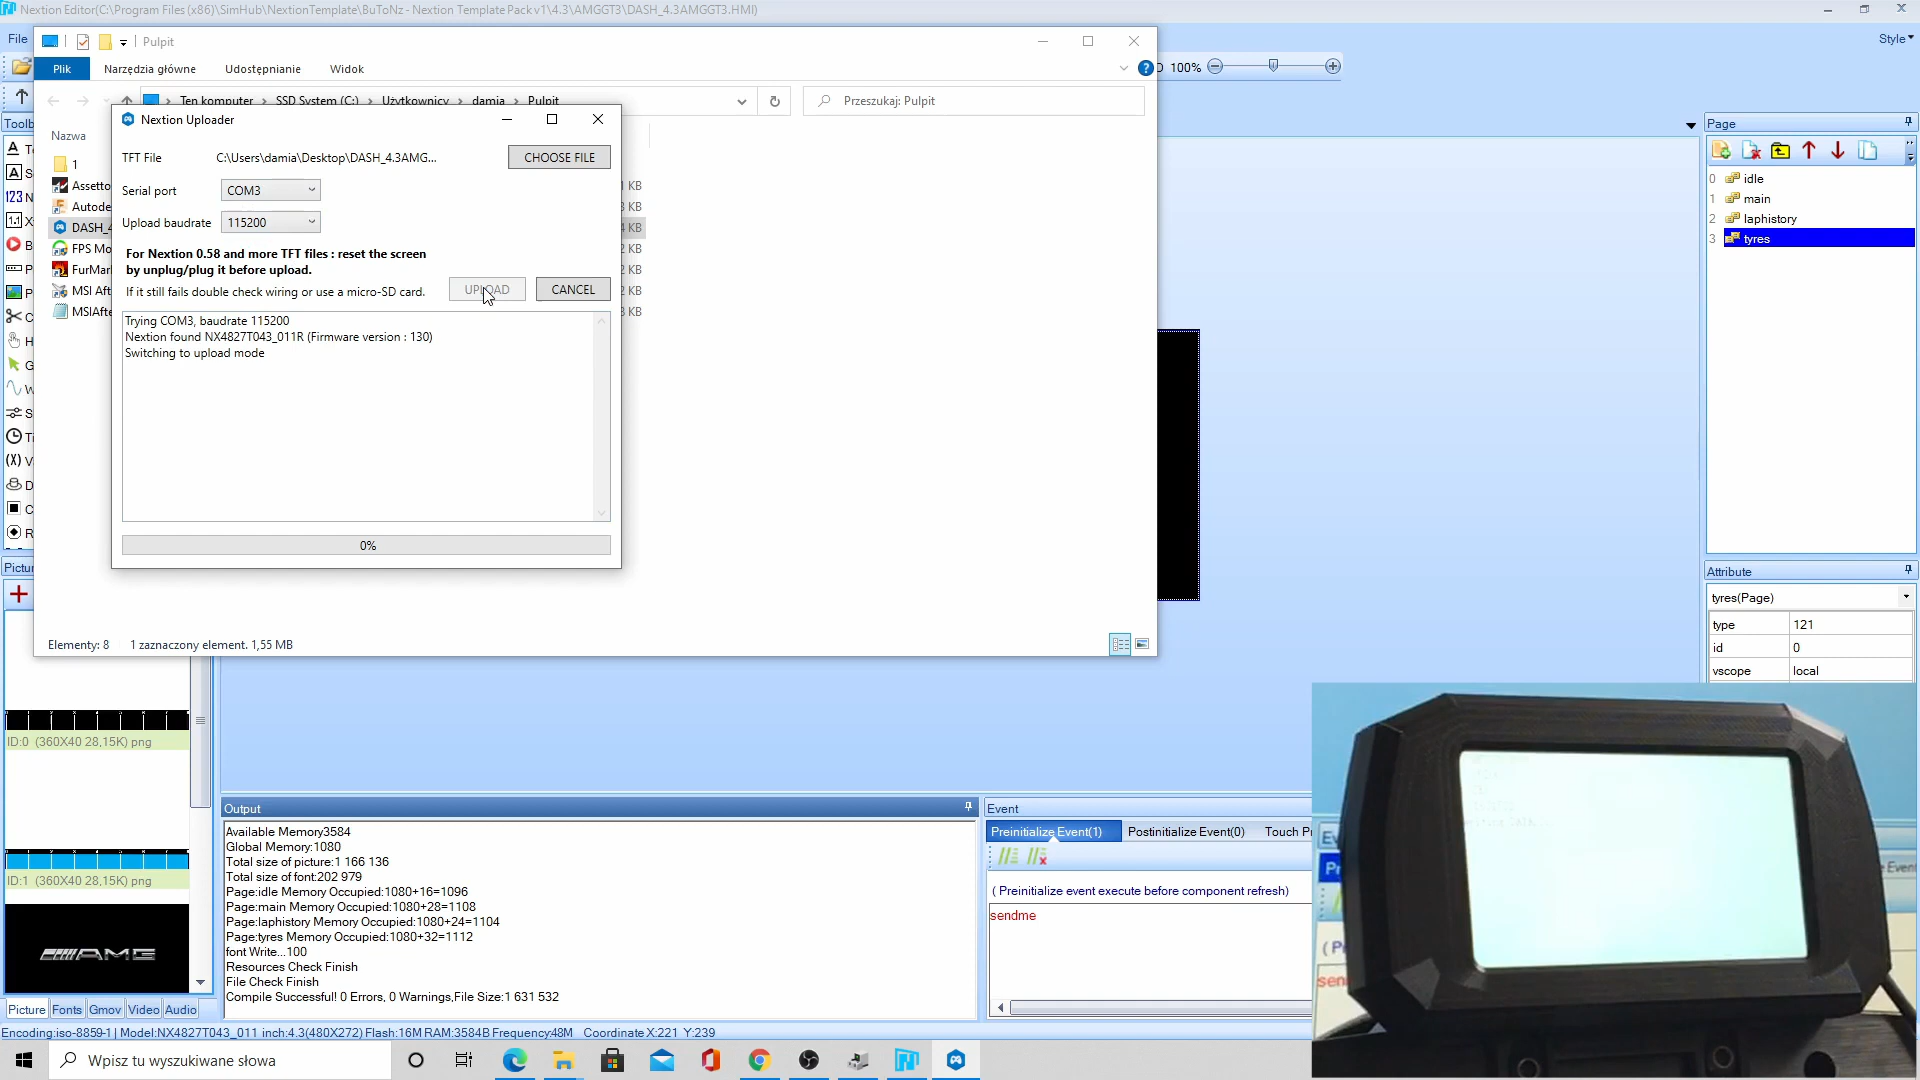 Nextion Editor(C:\Program Files (x86)\SimHub\NextionTemplate\BuToNz - Nextion Template Pack v1\4.3\AMGGT3\DASH_4.3AMGGT3.HMI)
File
Style
Pulpit
Plik
Narzędzia główne
Udostępnianie
Widok
100%
Ten komputer
SSD System (C:)
Użytkownicy
damia
Pulpit
Przeszukaj: Pulpit
Nazwa
1
Assetto
Autode
DASH_4
FPS Mo
FurMar
MSI Aft
MSIAfte
Nextion Uploader
TFT File
C:\Users\damia\Desktop\DASH_4.3AMG...
CHOOSE FILE
Serial port
COM3
Upload baudrate
115200
For Nextion 0.58 and more TFT files : reset the screen
by unplug/plug it before upload.
If it still fails double check wiring or use a micro-SD card.
UPLOAD
CANCEL
Trying COM3, baudrate 115200
Nextion found NX4827T043_011R (Firmware version : 130)
Switching to upload mode
0%
Elementy: 8
1 zaznaczony element. 1,55 MB
Page
0 idle
1 main
2 laphistory
3 tyres
Attribute
tyres(Page)
type 121
id 0
vscope local
ID:0 (360X40 28,15K) png
ID:1 (360X40 28,15K) png
AMG
Picture
Fonts
Gmov
Video
Audio
Output
Available Memory3584
Global Memory:1080
Total size of picture:1 166 136
Total size of font:202 979
Page:idle Memory Occupied:1080+16=1096
Page:main Memory Occupied:1080+28=1108
Page:laphistory Memory Occupied:1080+24=1104
Page:tyres Memory Occupied:1080+32=1112
font Write...100
Resources Check Finish
File Check Finish
Compile Successful! 0 Errors, 0 Warnings,File Size:1 631 532
Event
Preinitialize Event(1)
Postinitialize Event(0)
( Preinitialize event execute before component refresh)
sendme
Encoding:iso-8859-1 | Model:NX4827T043_011 inch:4.3(480X272) Flash:16M RAM:3584B Frequency:48M
Coordinate X:221 Y:239
Wpisz tu wyszukiwane słowa